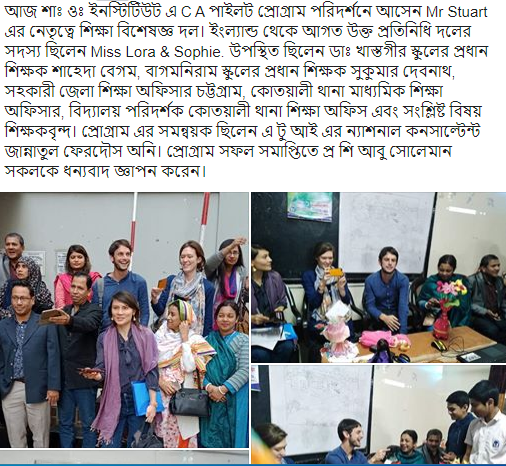 আজ শাঃ ওঃ ইনস্টিটিউট এ C A পাইলট প্রোগ্রাম পরিদর্শনে আসেন Mr Stuart
এর নেতৃত্বে শিক্ষা বিশেষজ্ঞ দল। ইংল্যান্ড থেকে আগত উক্ত প্রতিনিধি দলের
সদস্য ছিলেন Miss Lora & Sophie. উপস্থিত ছিলেন ডাঃ খাস্তগীর স্কুলের প্রধান
শিক্ষক শাহেদা বেগম, বাগমনিরাম স্কুলের প্রধান শিক্ষক সুকুমার দেবনাথ,
সহকারী জেলা শিক্ষা অফিসার চট্টগ্রাম, কোতয়ালী থানা মাধ্যমিক শিক্ষা
অফিসার, বিদ্যালয় পরিদর্শক কোতয়ালী থানা শিক্ষা অফিস এবং সংশ্লিষ্ট বিষয়
শিক্ষকবৃন্দ। প্রোগ্রাম এর সমন্বয়ক ছিলেন এ টু আই এর ন্যাশনাল কনসাল্টেন্ট
জান্নাতুল ফেরদৌস অনি। প্রোগ্রাম সফল সমাপ্তিতে প্র শি আবু সোলেমান
সকলকে ধন্যবাদ জ্ঞাপন করেন।